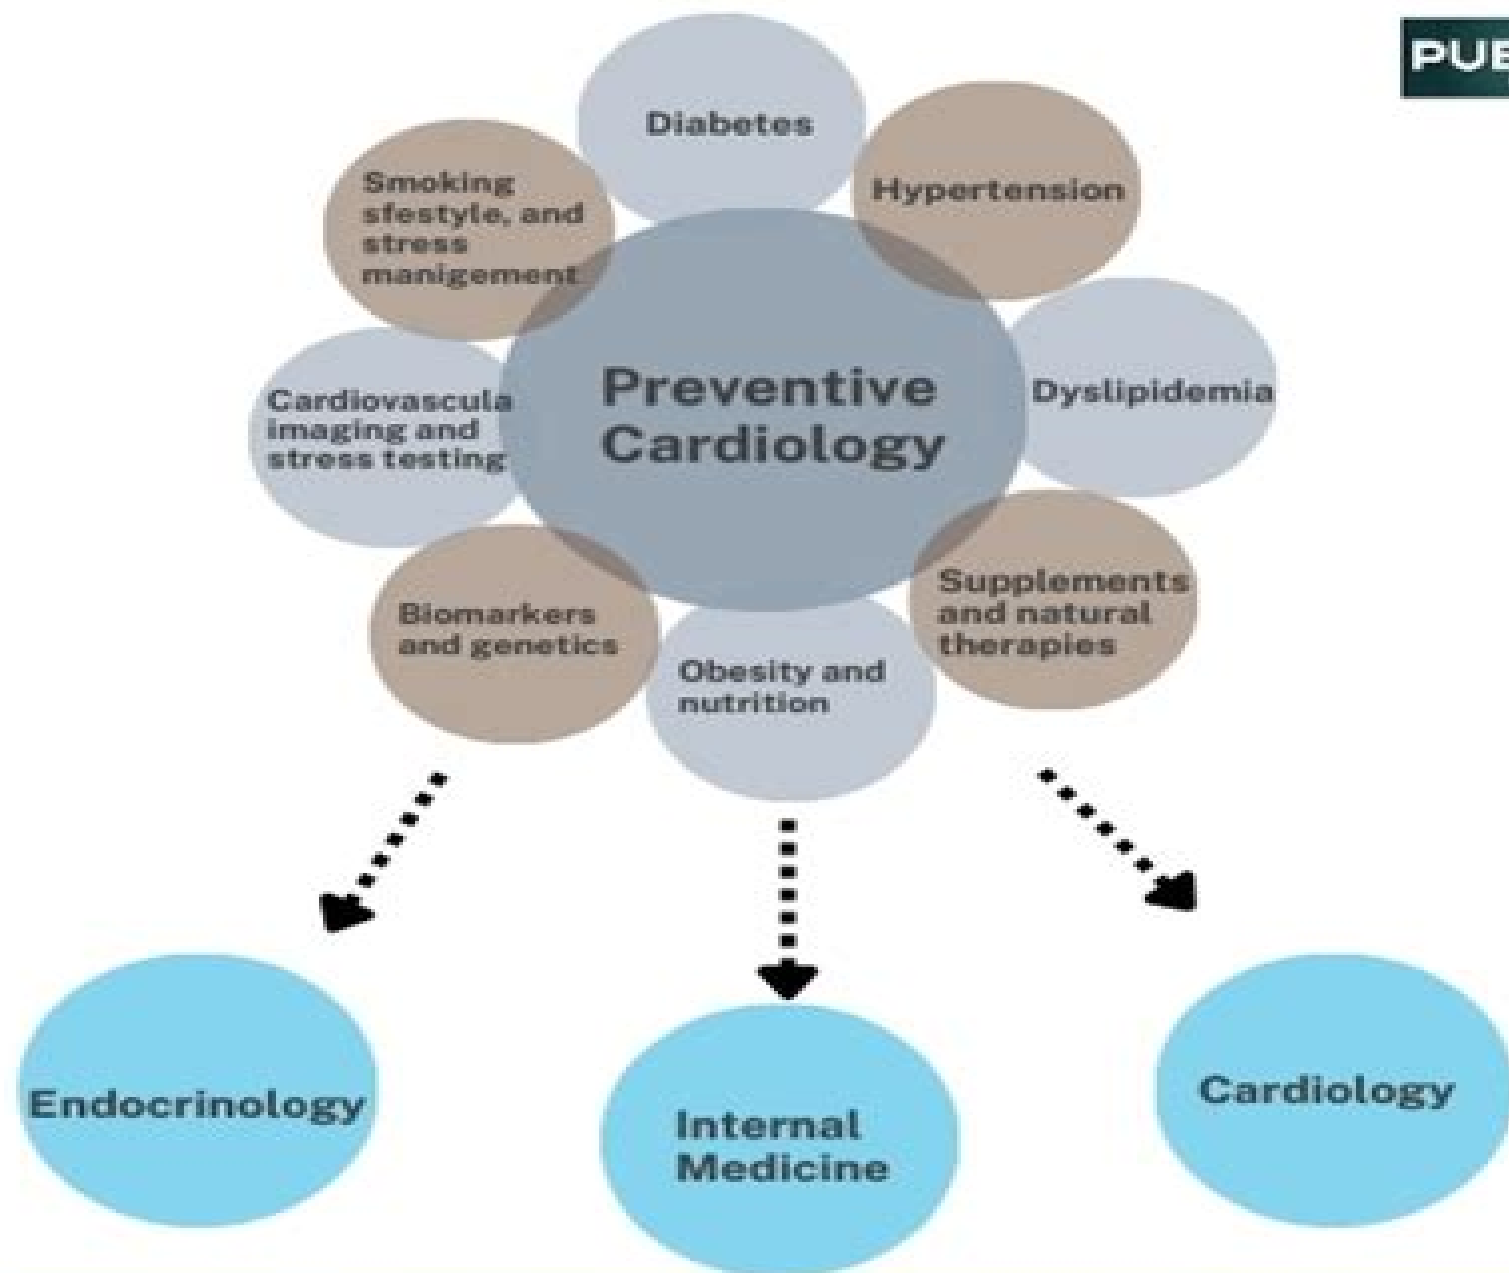 PUB
Diabetes
Hypertension
Smoking
sfestyle, and
stress
manigement
Cardiovascula
imaging and
stress testing
Preventive
Cardiology
Dyslipidemia
Biomarkers
and genetics
Obesity and
nutrition
Supplements
and natural
therapies
Endocrinology
Internal
Medicine
Cardiology